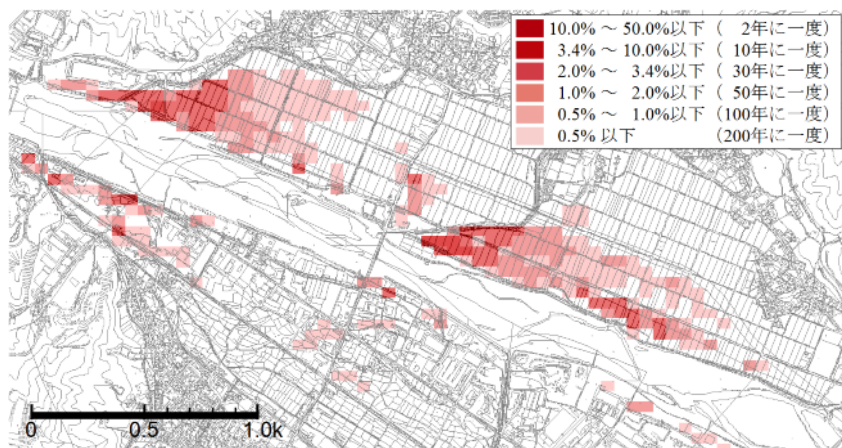 10.0% ~ 50.0%以下 ( 2年に一度)
3.4% ~ 10.0%以下 ( 10年に一度)
2.0% ~ 3.4%以下 ( 30年に一度)
1.0% ~ 2.0%以下 ( 50年に一度)
0.5% ~ 1.0%以下 (100年に一度)
0.5% 以下 (200年に一度)
0 0.5 1.0k